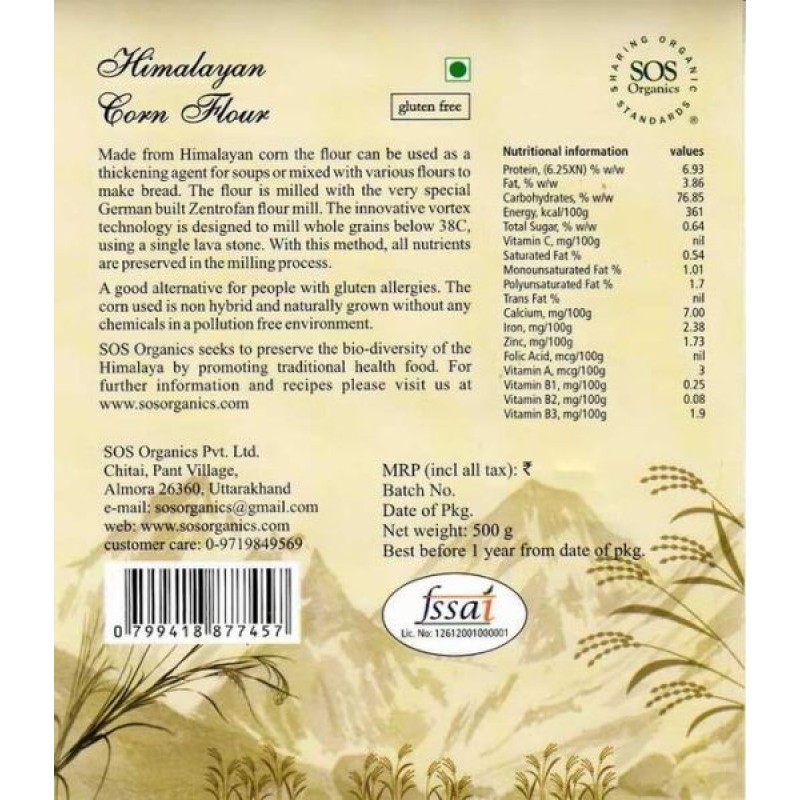 Himalayan
Corn Flour
gluten free
SHARING ORGANIC
SOS
Organics
STANDARDS ®
Made from Himalayan corn the flour can be used as a
thickening agent for soups or mixed with various flours to
make bread. The flour is milled with the very special
German built Zentrofan flour mill. The innovative vortex
technology is designed to mill whole grains below 38C,
using a single lava stone. With this method, all nutrients
are preserved in the milling process.
A good alternative for people with gluten allergies. The
corn used is non hybrid and naturally grown without any
chemicals in a pollution free environment.
SOS Organics seeks to preserve the bio-diversity of the
Himalaya by promoting traditional health food. For
further information and recipes please visit us at
www.sosorganics.com
Nutritional information values
Protein, (6.25XN) % w/w 6.93
Fat, % w/w 3.86
Carbohydrates, % w/w 76.85
Energy, kcal/100g 361
Total Sugar, % w/w 0.64
Vitamin C, mg/100g nil
Saturated Fat % 0.54
Monounsaturated Fat % 1.01
Polyunsaturated Fat % 1.7
Trans Fat % nil
Calcium, mg/100g 7.00
Iron, mg/100g 2.38
Zinc, mg/100g 1.73
Folic Acid, mcg/100g nil
Vitamin A, mcg/100g 3
Vitamin B1, mg/100g 0.25
Vitamin B2, mg/100g 0.08
Vitamin B3, mg/100g 1.9
SOS Organics Pvt. Ltd.
Chitai, Pant Village,
Almora 26360, Uttarakhand
e-mail: sosorganics@gmail.com
web: www.sosorganics.com
customer care: 0-9719849569
MRP (incl all tax): ₹
Batch No.
Date of Pkg.
Net weight: 500 g
Best before 1 year from date of pkg.
0 799418 877457
fssai
Lic. No: 12612001000001